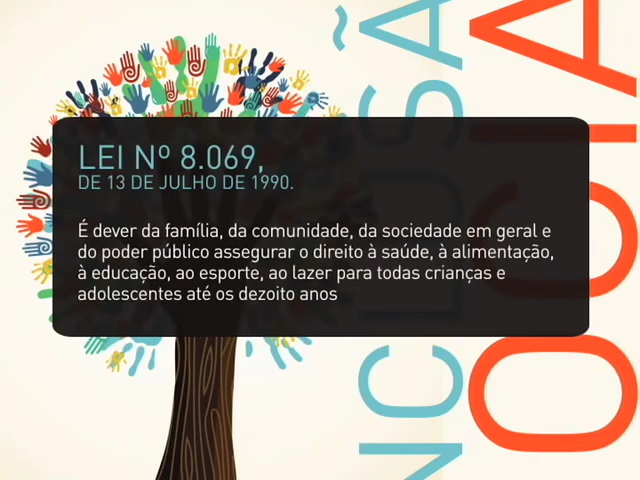 LEI Nº 8.069,
DE 13 DE JULHO DE 1990.
É dever da família, da comunidade, da sociedade em geral e
do poder público assegurar o direito à saúde, à alimentação,
à educação, ao esporte, ao lazer para todas crianças e
adolescentes até os dezoito anos